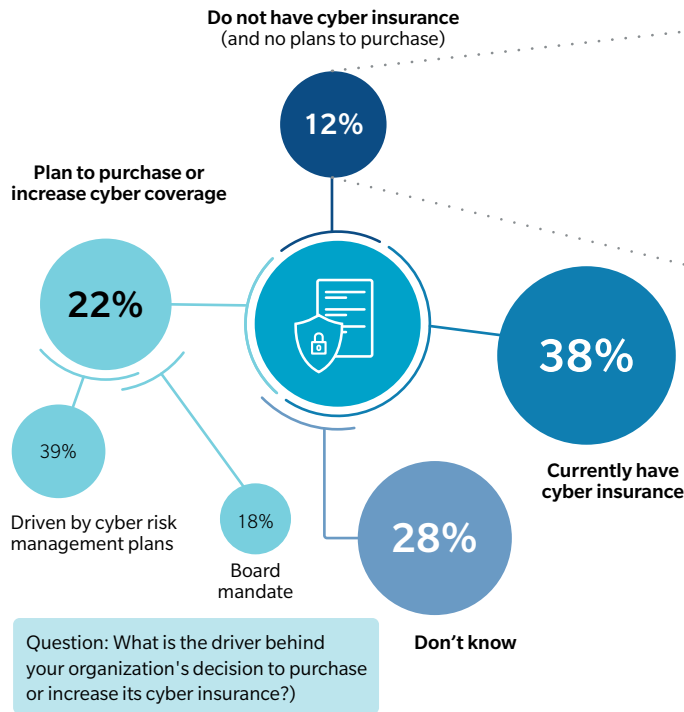 Do not have cyber insurance
(and no plans to purchase)
12%
Plan to purchase or
increase cyber coverage
22%
38%
Currently have
cyber insurance
39%
Driven by cyber risk
management plans
18%
Board
mandate
28%
Don't know
Question: What is the driver behind
your organization's decision to purchase
or increase its cyber insurance?)